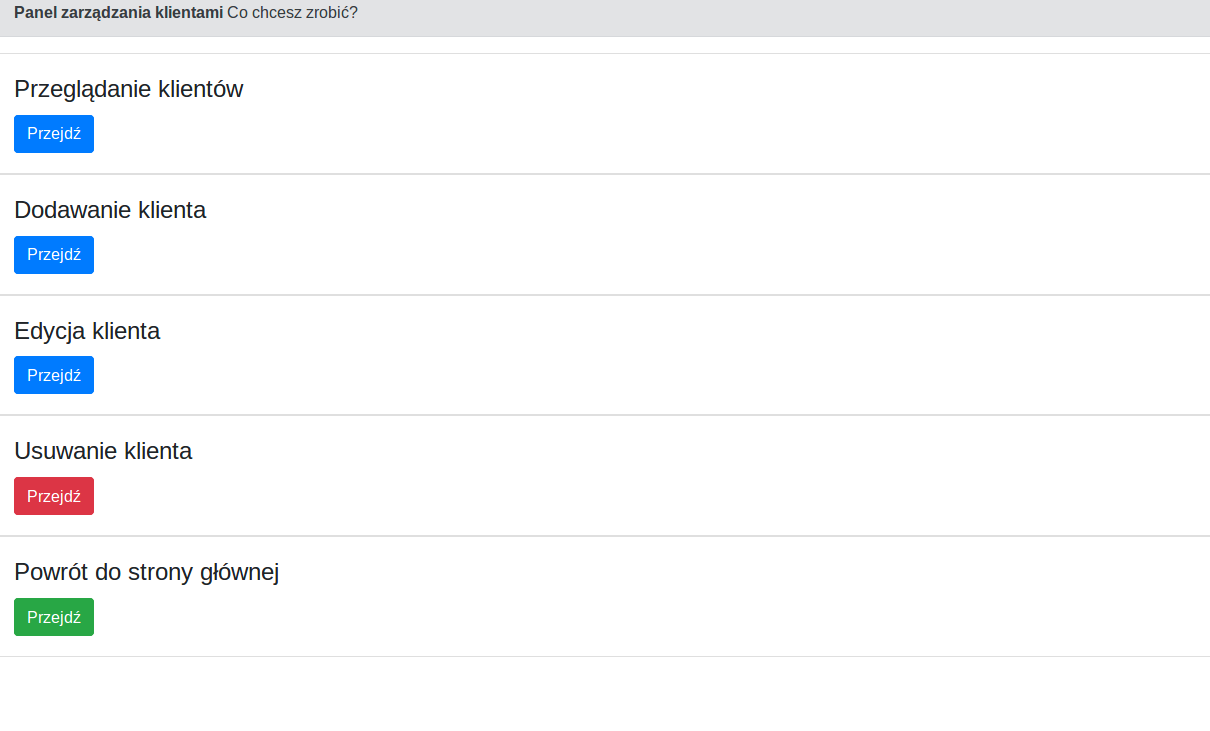 Panel zarządzania klientami Co chcesz zrobić?
Przeglądanie klientów
Przejdź
Dodawanie klienta
Przejdź
Edycja klienta
Przejdź
Usuwanie klienta
Przejdź
Powrót do strony głównej
Przejdź